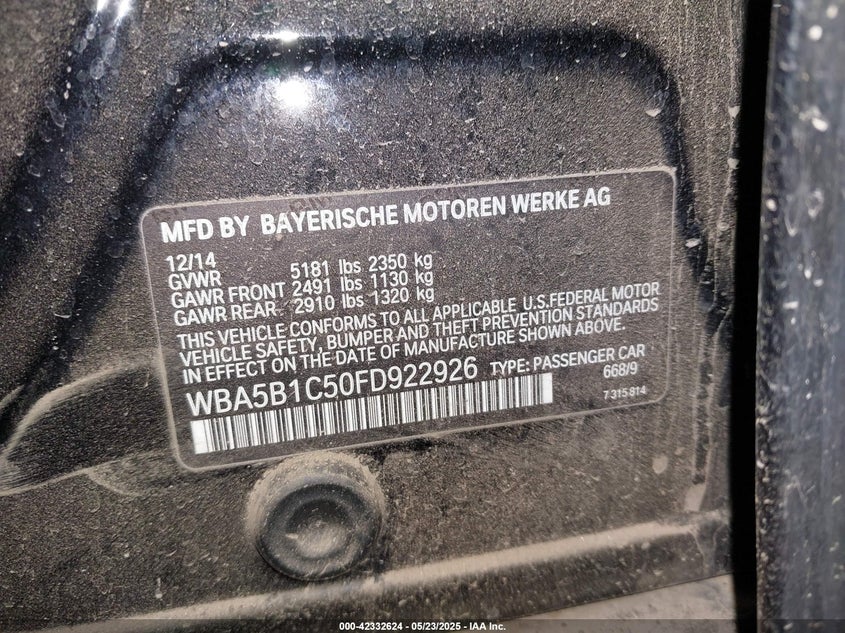 MFD BY BAYERISCHE MOTOREN WERKE AG
12/14
GVWR 5181 lbs 2350 kg
GAWR FRONT 2491 lbs 1130 kg
GAWR REAR 2910 lbs 1320 kg
THIS VEHICLE CONFORMS TO ALL APPLICABLE U.S.FEDERAL MOTOR
VEHICLE SAFETY, BUMPER AND THEFT PREVENTION STANDARDS
IN EFFECT ON THE DATE OF MANUFACTURE SHOWN ABOVE.
WBA5B1C50FD922926 TYPE: PASSENGER CAR
668/9
7 315 814
000-42332624 - 05/23/2025 - IAA Inc.